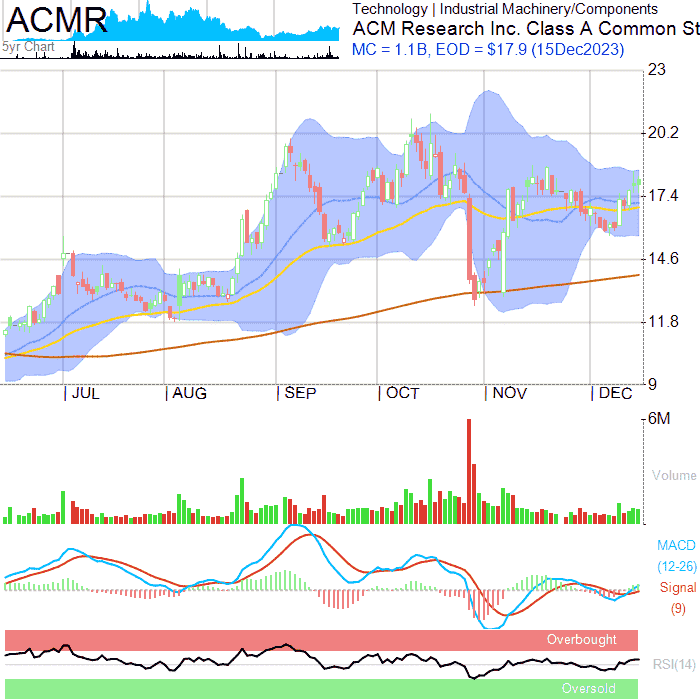 ACMR
5yr Chart
Technology | Industrial Machinery/Components
ACM Research Inc. Class A Common St
MC = 1.1B, EOD = $17.9 (15Dec2023)
23
20.2
17.4
14.6
11.8
9
JUL
AUG
SEP
OCT
NOV
DEC
6M
Volume
MACD
(12-26)
Signal
(9)
Overbought
RSI(14)
Oversold